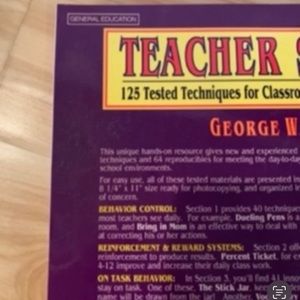 GENERAL EDUCATION
TEACHER S
125 Tested Techniques for Classro
GEORGE W
This unique hands-on resource gives new and experienced
techniques and 64 reproducibles for meeting the day-to-da
school environments.
For easy use, all of these tested materials are presented in
8 1/4" x 11" size ready for photocopying, and organized in
of concern.
BEHAVIOR CONTROL: Section 1 provides 40 techniques
most teachers see daily. For example, Dueling Pens is a
room, and Bring in Mom is an effective way to deal with
at correcting his or her actions.
REINFORCEMENT & REWARD SYSTEMS: Section 2 offe
reinforcement to produce results. Percent Ticket, for ex
4-12 improve and increase their daily class work.
ON TASK BEHAVIOR: In Section 3, you'll find 41 inno
stay on task. One of these, The Stick Jar, keep
name will be drawn from the jar! Another